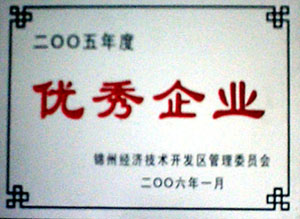 二〇〇五年度
优秀企业
锦州经济技术开发区管理委员会
二〇〇六年一月